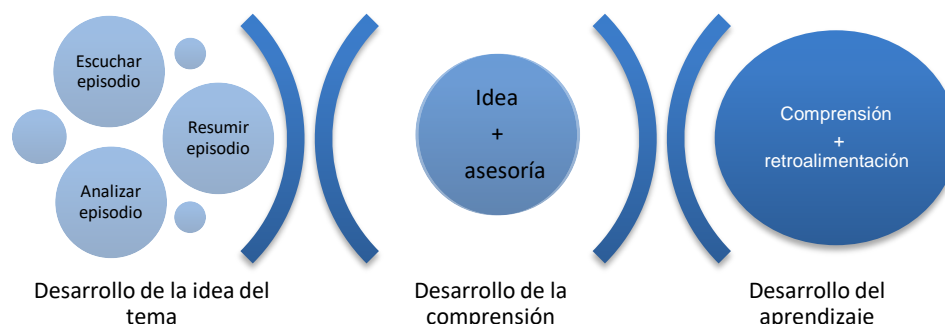 Escuchar
episodio
Resumir
episodio
Analizar
episodio
Idea
+
asesoría
Comprensión
+
retroalimentación
Desarrollo de la idea del
tema
Desarrollo de la
comprensión
Desarrollo del
aprendizaje